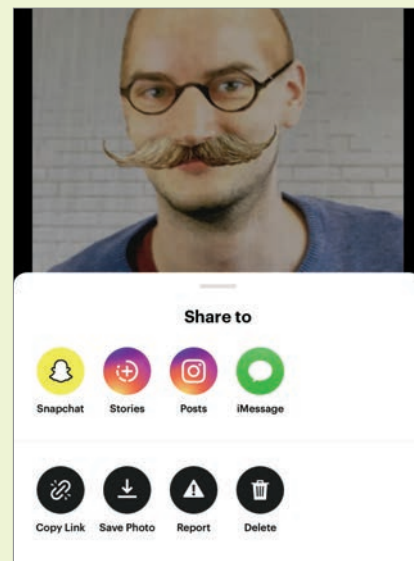 Share to
Snapchat Stories Posts iMessage
Copy Link Save Photo Report Delete